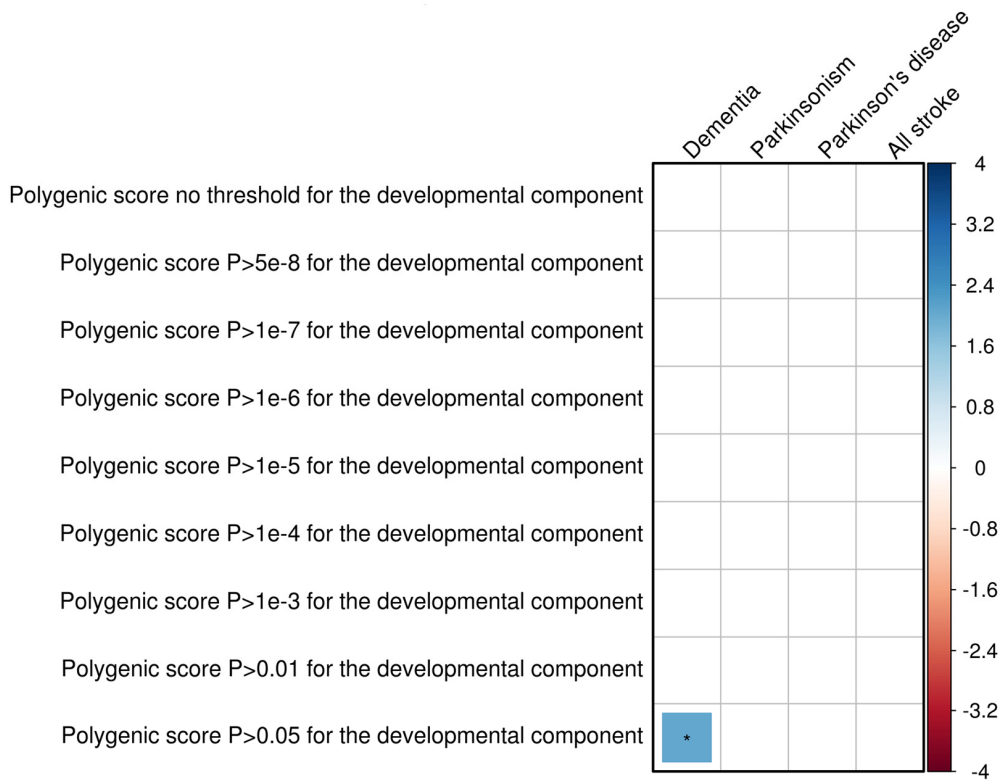 Dementia
Parkinsonism
Parkinson's disease
All stroke
Polygenic score no threshold for the developmental component
Polygenic score P>5e-8 for the developmental component
Polygenic score P>1e-7 for the developmental component
Polygenic score P>1e-6 for the developmental component
Polygenic score P>1e-5 for the developmental component
Polygenic score P>1e-4 for the developmental component
Polygenic score P>1e-3 for the developmental component
Polygenic score P>0.01 for the developmental component
Polygenic score P>0.05 for the developmental component
*
4
3.2
2.4
1.6
0.8
0
-0.8
-1.6
-2.4
-3.2
-4